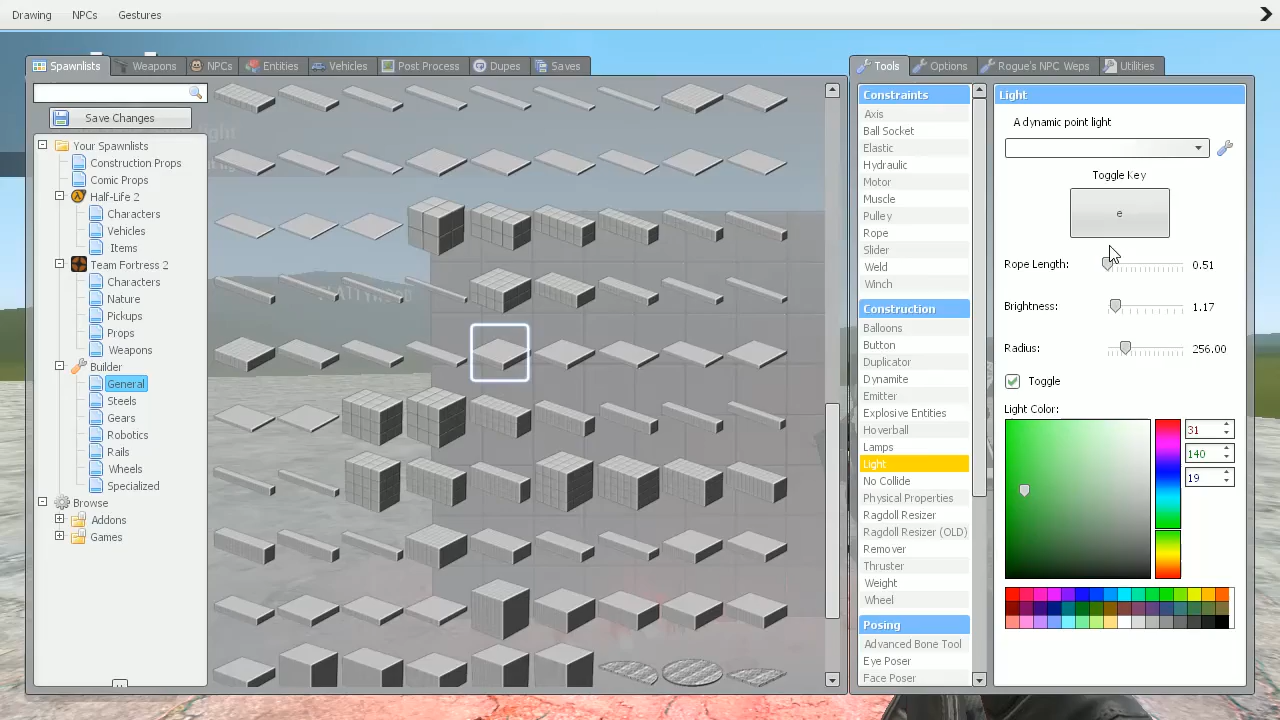 Drawing NPCs Gestures
Spawnlists Weapons NPCs Entities Vehicles Post Process Dupes Saves
Save Changes
Your Spawnlists
Construction Props
Comic Props
Half-Life 2
Characters
Vehicles
Items
Team Fortress 2
Characters
Nature
Pickups
Props
Weapons
Builder
General
Steels
Gears
Robotics
Rails
Wheels
Specialized
Browse
Addons
Games
Tools Options Rogue's NPC Weps Utilities
Constraints
Axis
Ball Socket
Elastic
Hydraulic
Motor
Muscle
Pulley
Rope
Slider
Weld
Winch
Construction
Balloons
Button
Duplicator
Dynamite
Emitter
Explosive Entities
Hoverball
Lamps
Light
No Collide
Physical Properties
Ragdoll Resizer
Ragdoll Resizer (OLD)
Remover
Thruster
Weight
Wheel
Posing
Advanced Bone Tool
Eye Poser
Face Poser
Light
A dynamic point light
Toggle Key
e
Rope Length: 0.51
Brightness: 1.17
Radius: 256.00
Toggle
Light Color:
31
140
19